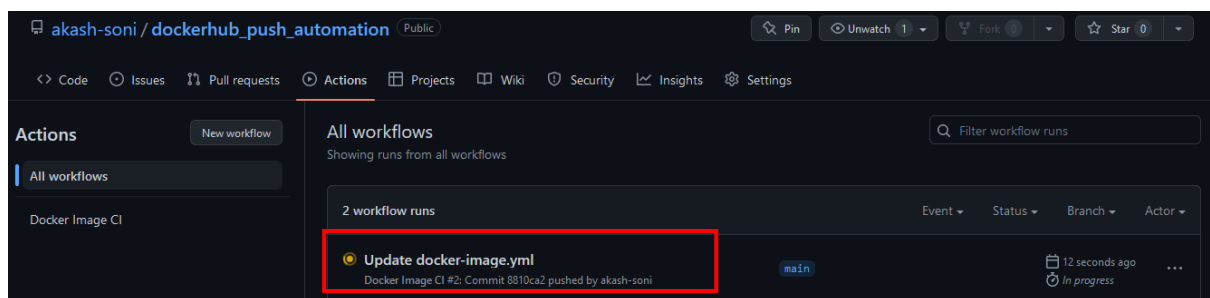 akash-soni / dockerhub_push_automation Public
Pin
Unwatch 1
Fork 0
Star 0
Code Issues Pull requests Actions Projects Wiki Security Insights Settings
Actions
New workflow
All workflows
Docker Image CI
All workflows
Showing runs from all workflows
Filter workflow runs
2 workflow runs
Event Status Branch Actor
Update docker-image.yml
Docker Image CI #2: Commit 8810ca2 pushed by akash-soni
main
12 seconds ago
In progress